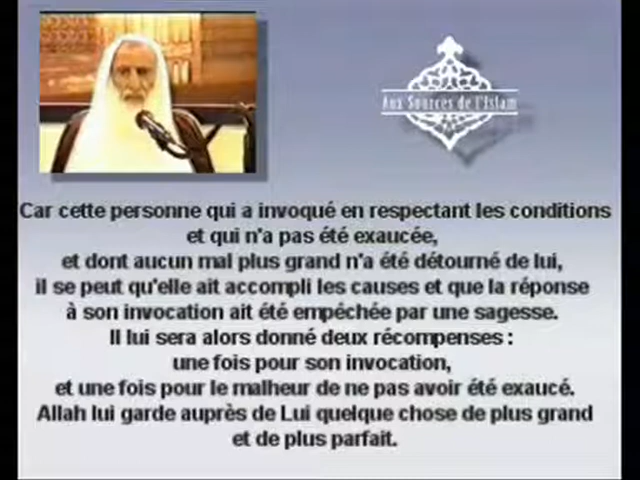 Aux Sources de l'Islam
Car cette personne qui a invoqué en respectant les conditions
et qui n'a pas été exaucée,
et dont aucun mal plus grand n'a été détourné de lui,
il se peut qu'elle ait accompli les causes et que la réponse
à son invocation ait été empéchée par une sagesse.
Il lui sera alors donné deux récompenses :
une fois pour son invocation,
et une fois pour le malheur de ne pas avoir été exaucé.
Allah lui garde auprès de Lui quelque chose de plus grand
et de plus parfait.